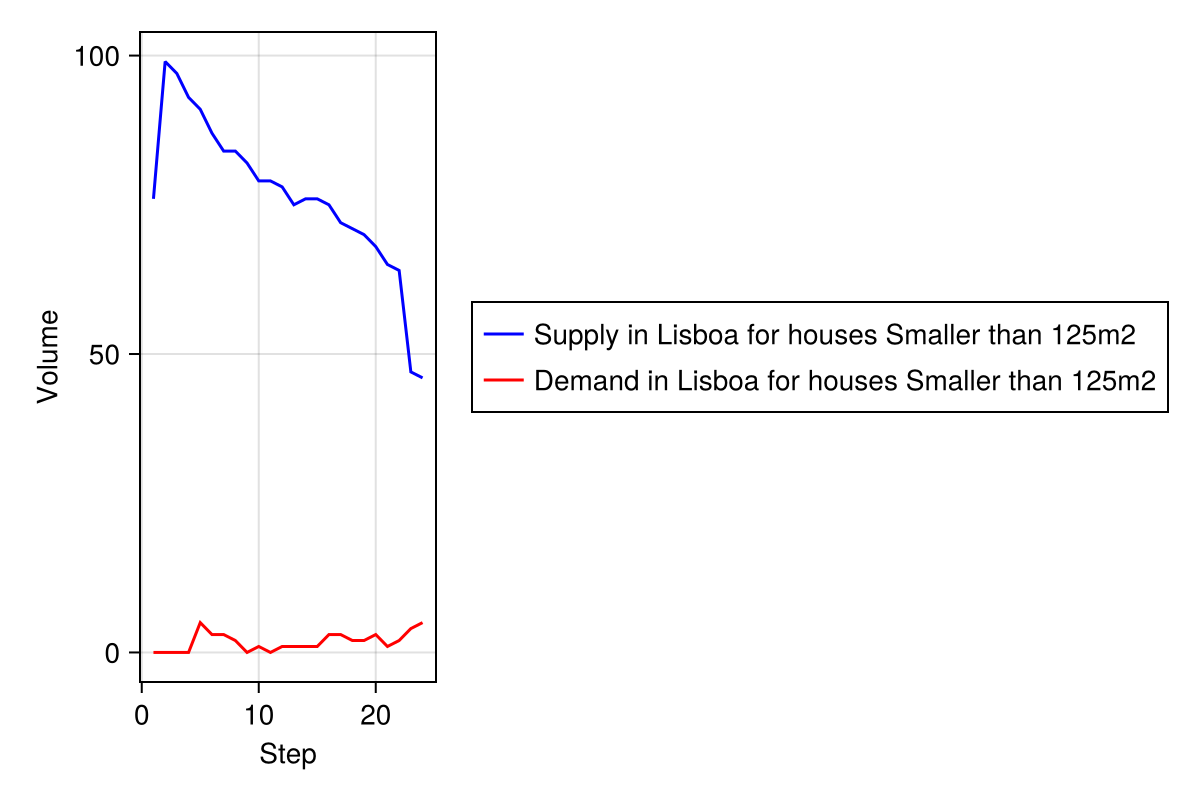 100
50
0
Volume
0 10 20
Step
Supply in Lisboa for houses Smaller than 125m2
Demand in Lisboa for houses Smaller than 125m2